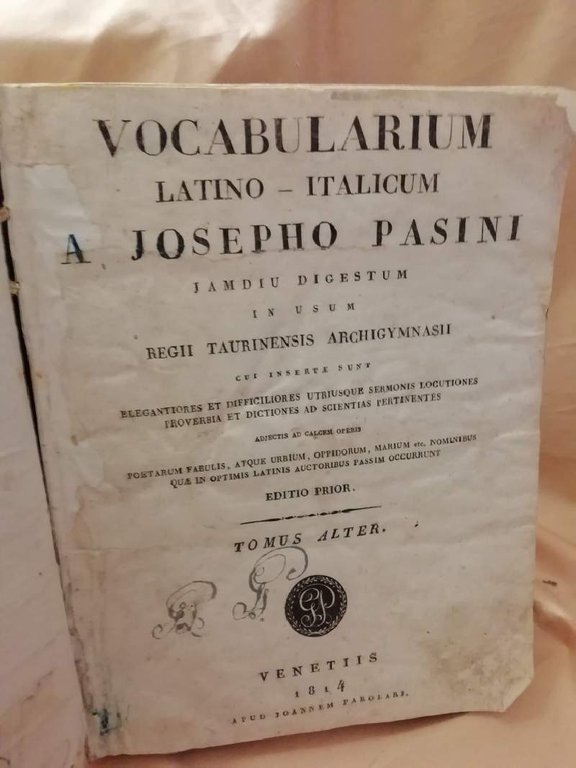 VOCABULARIUM
LATINO - ITALICUM
A JOSEPHO PASINI
JAMDIU DIGESTUM
IN USUM
REGII TAURINENSIS ARCHIGYMNASII
CUI INSERTÆ SUNT
ELEGANTIORES ET DIFFICILIORES UTRIUSQUE SERMONIS LOCUTIONES
PROVERBIA ET DICTIONES AD SCIENTIAS PERTINENTES
ADJECTIS AD CALCEM OPERIS
POETARUM FABULIS, ATQUE URBIUM, OPPIDORUM, MARIUM etc. NOMINIBUS
QUÆ IN OPTIMIS LATINIS AUCTORIBUS PASSIM OCCURRUNT
EDITIO PRIOR.
TOMUS ALTER.
GP
VENETIIS
1814
APUD JOANNEM PAROLARI.